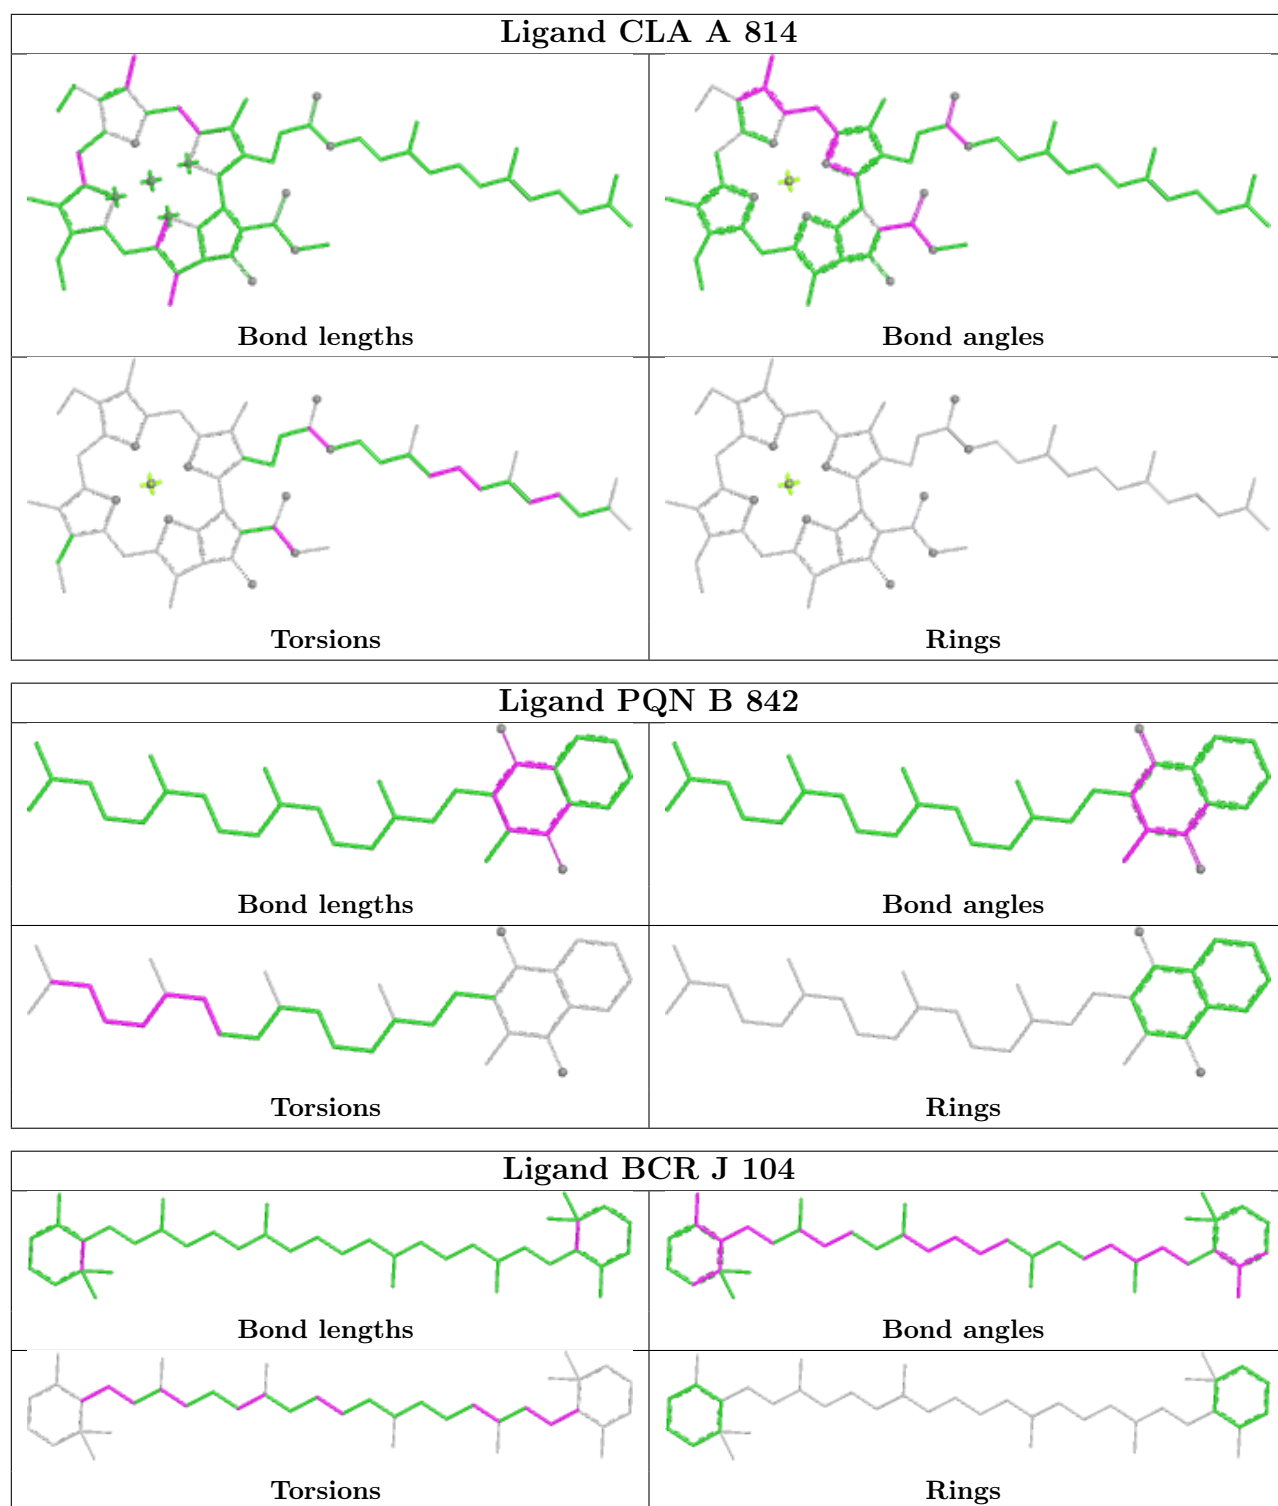 Ligand CLA A 814
Bond lengths
Bond angles
Torsions
Rings
Ligand PQN B 842
Bond lengths
Bond angles
Torsions
Rings
Ligand BCR J 104
Bond lengths
Bond angles
Torsions
Rings